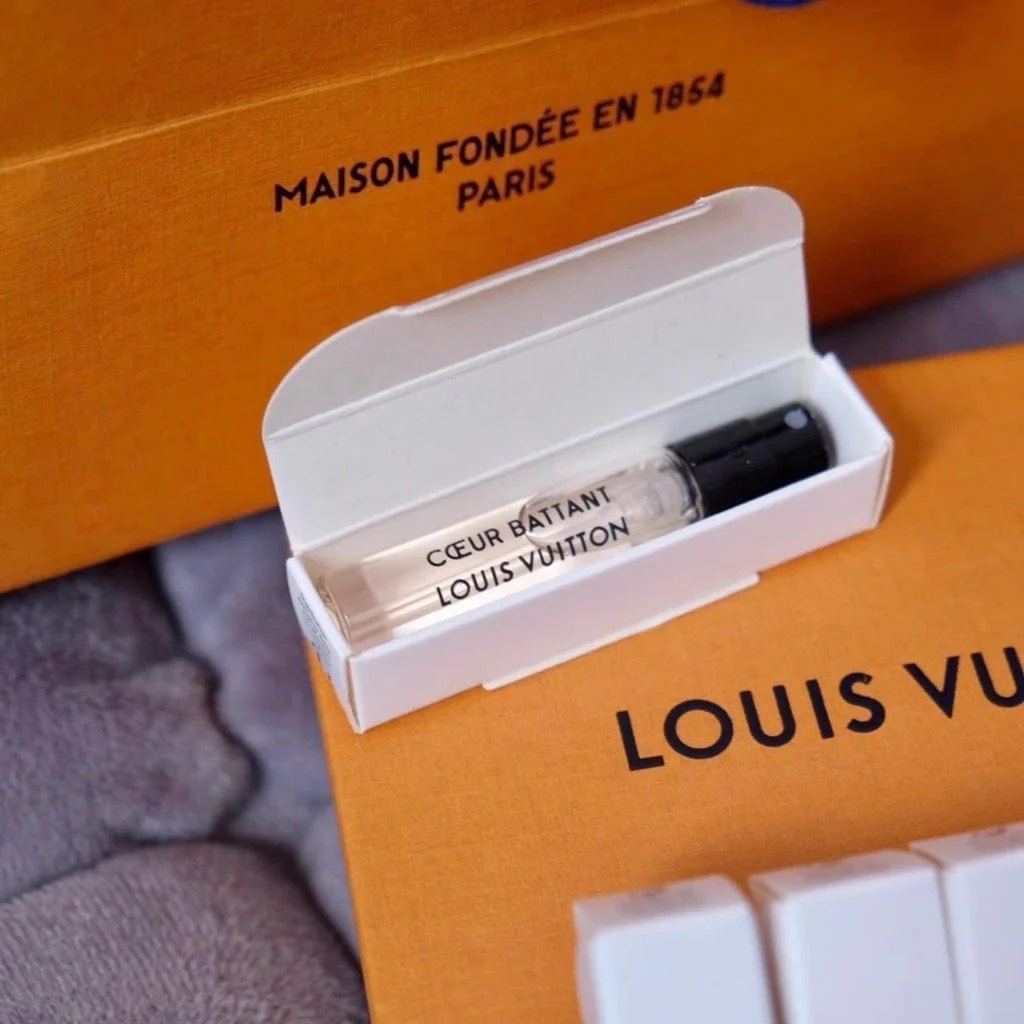 MAISON FONDÉE EN 1854
PARIS
CŒUR BATTANT
LOUIS VUITTON
LOUIS VU